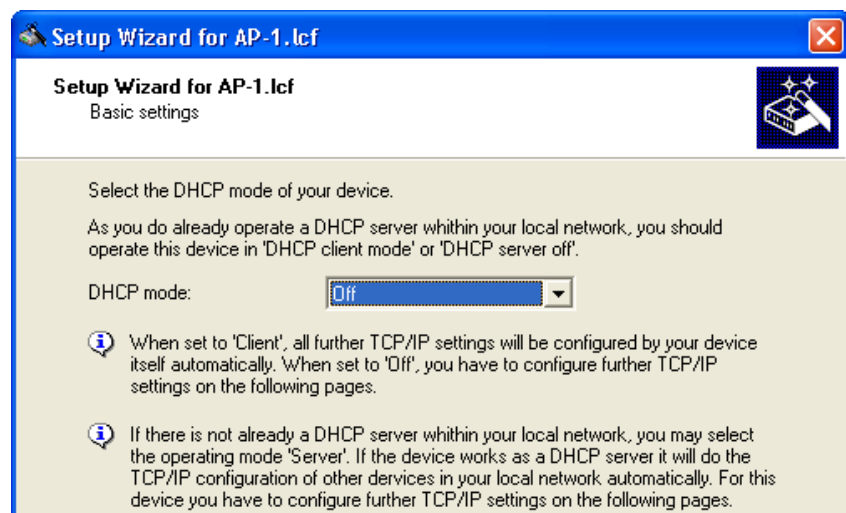 Setup Wizard for AP-1.lcf
Setup Wizard for AP-1.lcf
Basic settings
Select the DHCP mode of your device.
As you do already operate a DHCP server whithin your local network, you should
operate this device in 'DHCP client mode' or 'DHCP server off'.
DHCP mode:
Off
When set to 'Client', all further TCP/IP settings will be configured by your device
itself automatically. When set to 'Off', you have to configure further TCP/IP
settings on the following pages.
If there is not already a DHCP server whithin your local network, you may select
the operating mode 'Server'. If the device works as a DHCP server it will do the
TCP/IP configuration of other dervices in your local network automatically. For this
device you have to configure further TCP/IP settings on the following pages.